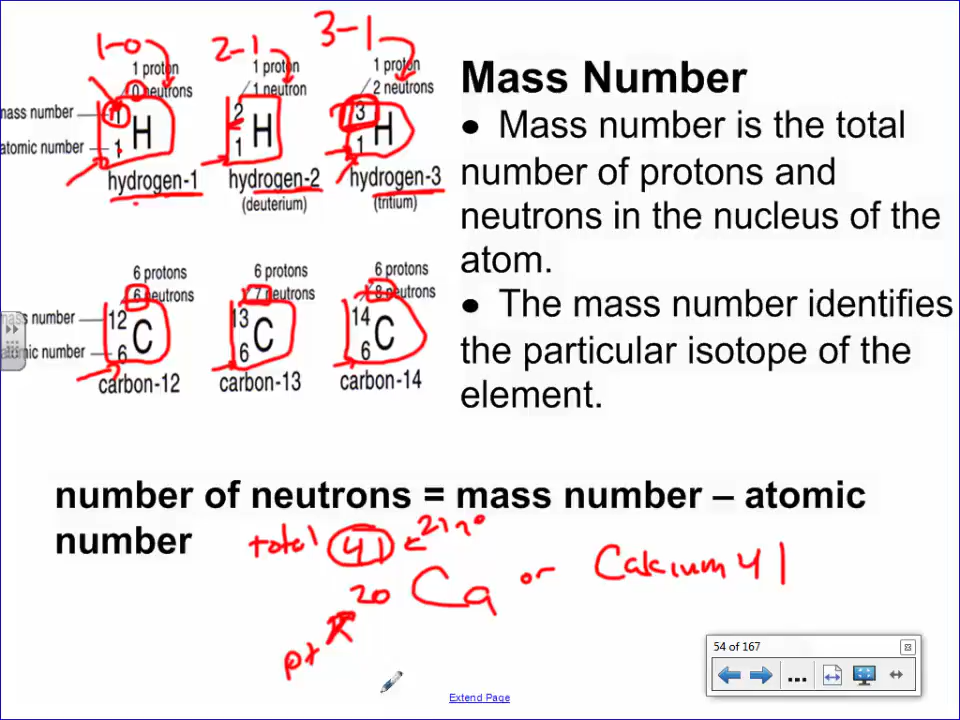 1-0
2-1
3-1
1 proton
0 neutrons
1 proton
1 neutron
1 proton
2 neutrons
mass number
1
H
2
H
3
H
atomic number
1
1
1
hydrogen-1
hydrogen-2
(deuterium)
hydrogen-3
(tritium)
6 protons
6 neutrons
6 protons
7 neutrons
6 protons
8 neutrons
mass number
12
C
13
C
14
C
atomic number
6
6
6
carbon-12
carbon-13
carbon-14
Mass Number
• Mass number is the total
number of protons and
neutrons in the nucleus of the
atom.
• The mass number identifies
the particular isotope of the
element.
number of neutrons = mass number – atomic
number
total 41 21 n°
20 Ca or Calcium 41
p+
54 of 167
...
Extend Page